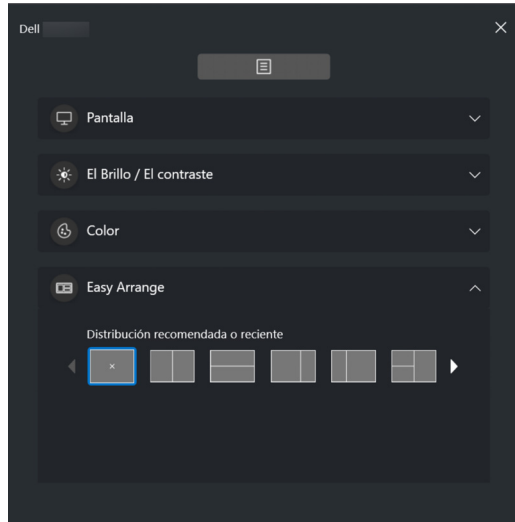 Dell
Pantalla
El Brillo / El contraste
Color
Easy Arrange
Distribución recomendada o reciente